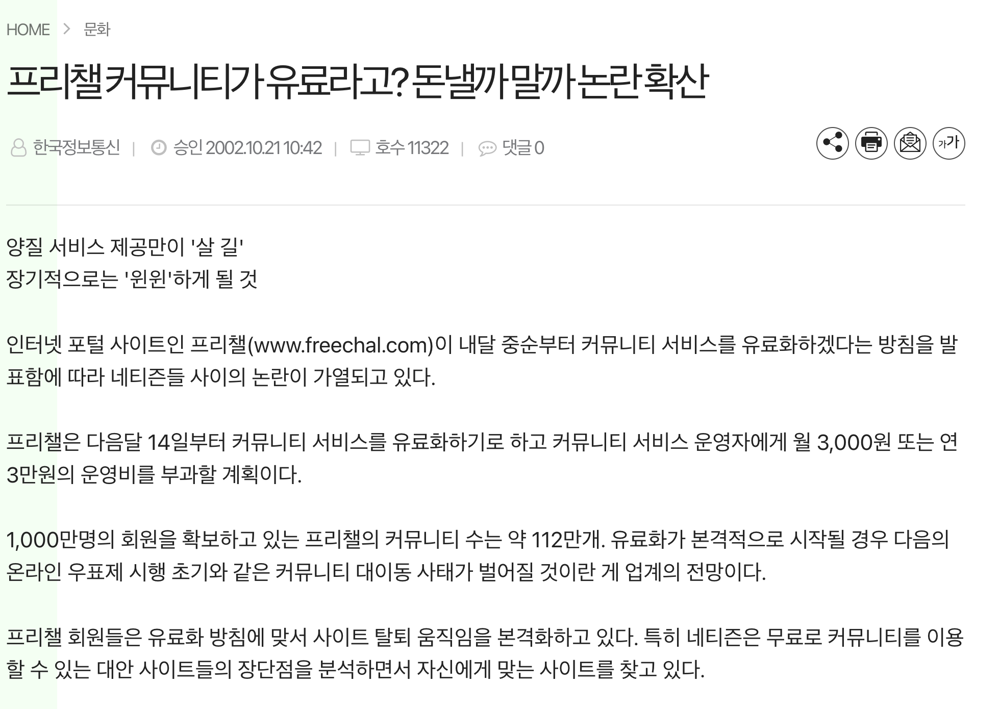 HOME > 문화
프리챌 커뮤니티가 유료라고? 돈낼까 말까 논란 확산
한국정보통신 | 승인 2002.10.21 10:42 | 호수 11322 | 댓글 0
가가
양질 서비스 제공만이 '살 길'
장기적으로는 '윈윈'하게 될 것
인터넷 포털 사이트인 프리챌(www.freechal.com)이 내달 중순부터 커뮤니티 서비스를 유료화하겠다는 방침을 발
표함에 따라 네티즌들 사이의 논란이 가열되고 있다.
프리챌은 다음달 14일부터 커뮤니티 서비스를 유료화하기로 하고 커뮤니티 서비스 운영자에게 월 3,000원 또는 연
3만원의 운영비를 부과할 계획이다.
1,000만명의 회원을 확보하고 있는 프리챌의 커뮤니티 수는 약 112만개. 유료화가 본격적으로 시작될 경우 다음의
온라인 우표제 시행 초기와 같은 커뮤니티 대이동 사태가 벌어질 것이란 게 업계의 전망이다.
프리챌 회원들은 유료화 방침에 맞서 사이트 탈퇴 움직임을 본격화하고 있다. 특히 네티즌은 무료로 커뮤니티를 이용
할 수 있는 대안 사이트들의 장단점을 분석하면서 자신에게 맞는 사이트를 찾고 있다.